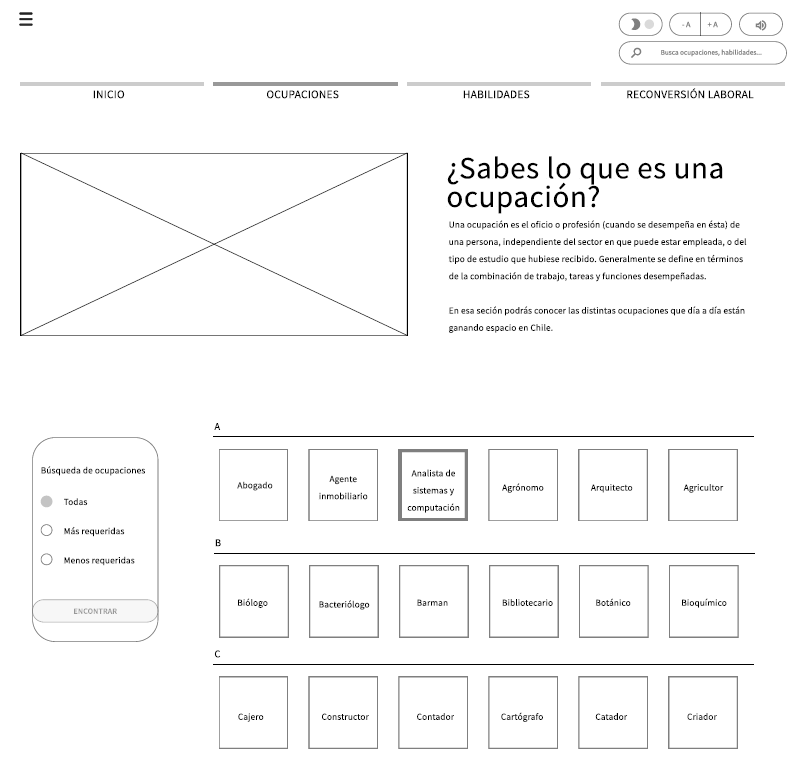 - A + A
Busca ocupaciones, habilidades...
INICIO OCUPACIONES HABILIDADES RECONVERSIÓN LABORAL
¿Sabes lo que es una
ocupación?
Una ocupación es el oficio o profesión (cuando se desempeña en ésta) de
una persona, independiente del sector en que puede estar empleada, o del
tipo de estudio que hubiese recibido. Generalmente se define en términos
de la combinación de trabajo, tareas y funciones desempeñadas.
En esa seción podrás conocer las distintas ocupaciones que día a día están
ganando espacio en Chile.
Búsqueda de ocupaciones
Todas
Más requeridas
Menos requeridas
ENCONTRAR
A
Abogado
Agente
inmobiliario
Analista de
sistemas y
computación
Agrónomo
Arquitecto
Agricultor
B
Biólogo
Bacteriólogo
Barman
Bibliotecario
Botánico
Bioquímico
C
Cajero
Constructor
Contador
Cartógrafo
Catador
Criador